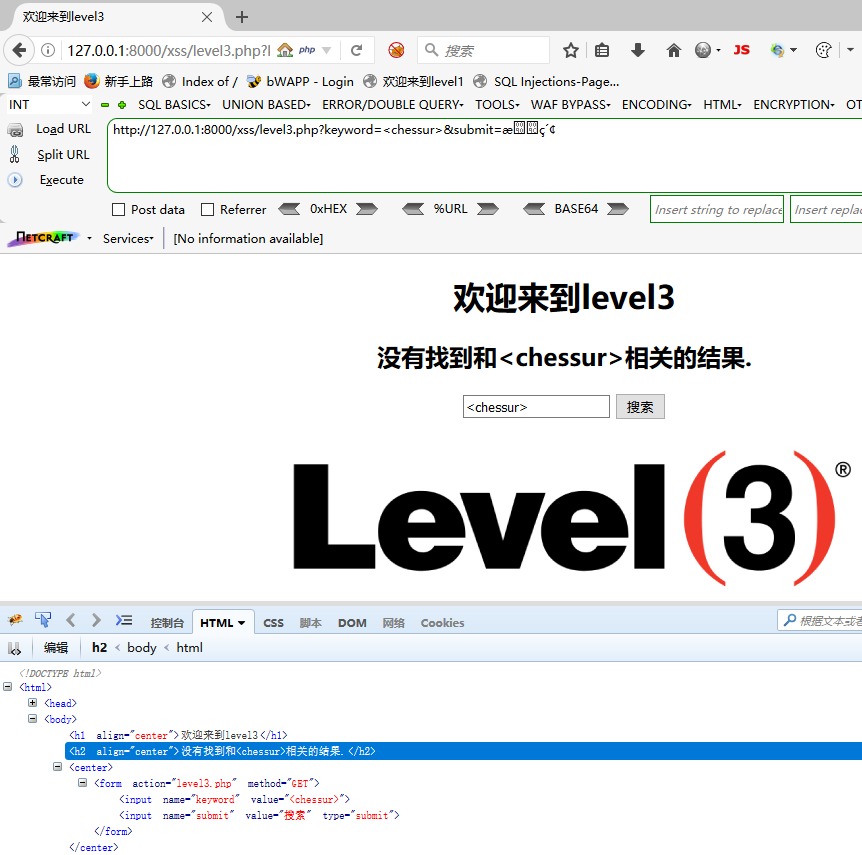 欢迎来到level3
127.0.0.1:8000/xss/level3.php?l php 搜索 JS
最常访问 新手上路 Index of / bWAPP - Login 欢迎来到level1 SQL Injections-Page...
INT SQL BASICS UNION BASED ERROR/DOUBLE QUERY TOOLS WAF BYPASS ENCODING HTML ENCRYPTION OT
Load URL http://127.0.0.1:8000/xss/level3.php?keyword=<chessur>&submit=æç´¢
Split URL
Execute
Post data Referrer 0xHEX %URL BASE64 Insert string to replace Insert replac
NETCRAFT Services [No information available]
欢迎来到level3
没有找到和<chessur>相关的结果.
<chessur> 搜索
Level(3)®
控制台 HTML CSS 脚本 DOM 网络 Cookies 根据文本或者
编辑 h2 < body < html
<!DOCTYPE html>
<html>
<head>
<body>
<h1 align="center">欢迎来到level3</h1>
<h2 align="center">没有找到和<chessur>相关的结果.</h2>
<center>
<form action="level3.php" method="GET">
<input name="keyword" value="<chessur>">
<input name="submit" value="搜索" type="submit">
</form>
</center>